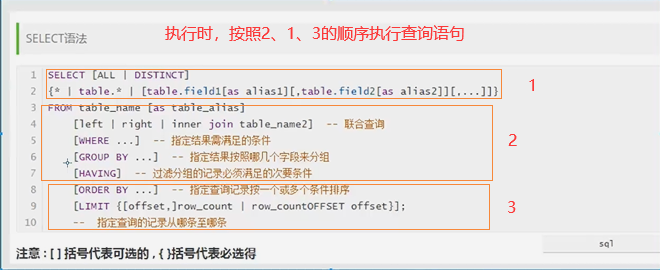 执行时，按照2、1、3的顺序执行查询语句
SELECT语法
1 SELECT [ALL | DISTINCT]
2 {* | table.* | [table.field1[as alias1][,table.field2[as alias2]][,....]]}
1
3 FROM table_name [as table_alias]
4 [left | right | inner join table_name2] -- 联合查询
5 [WHERE ...] -- 指定结果需满足的条件
2
6 [GROUP BY ...] -- 指定结果按照哪几个字段来分组
7 [HAVING] -- 过滤分组的记录必须满足的次要条件
8 [ORDER BY ...] -- 指定查询记录按一个或多个条件排序
9 [LIMIT {[offset,]row_count | row_countOFFSET offset}];
3
10 -- 指定查询的记录从哪条至哪条
sql
注意 : [ ] 括号代表可选的 , { }括号代表必选得